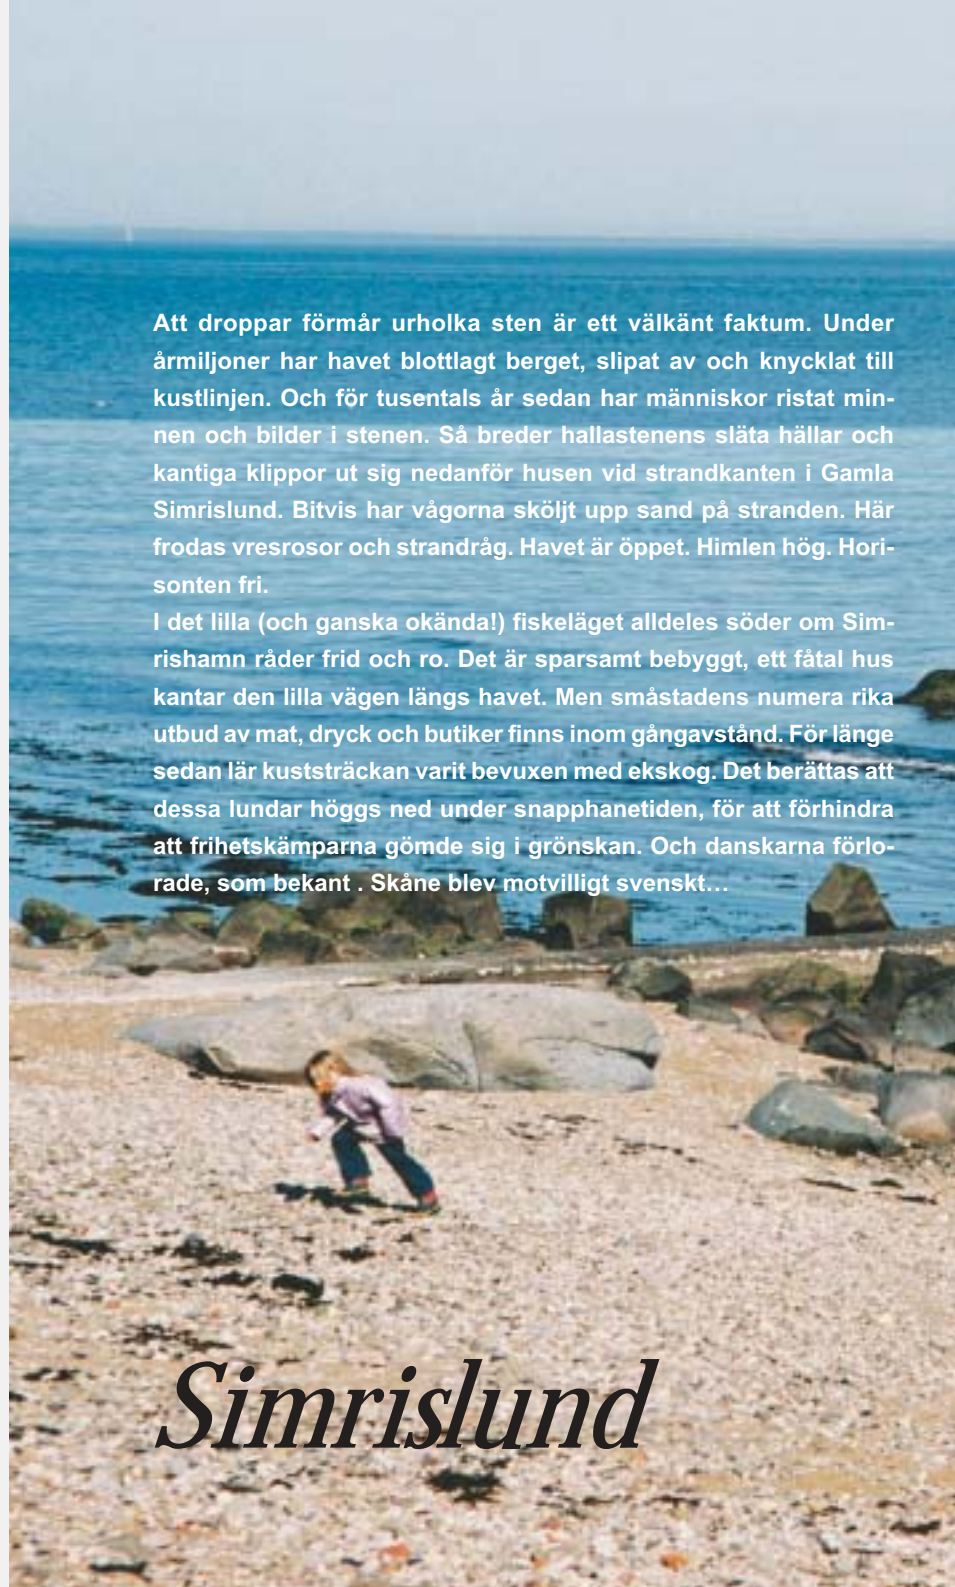 Att droppar förmår urholka sten är ett välkänt faktum. Under
årmiljoner har havet blottlagt berget, slipat av och knycklat till
kustlinjen. Och för tusentals år sedan har människor ristat min-
nen och bilder i stenen. Så breder hallastenens släta hällar och
kantiga klippor ut sig nedanför husen vid strandkanten i Gamla
Simrislund. Bitvis har vågorna sköljt upp sand på stranden. Här
frodas vresrosor och strandråg. Havet är öppet. Himlen hög. Hori-
sonten fri.
I det lilla (och ganska okända!) fiskeläget alldeles söder om Sim-
rishamn råder frid och ro. Det är sparsamt bebyggt, ett fåtal hus
kantar den lilla vägen längs havet. Men småstadens numera rika
utbud av mat, dryck och butiker finns inom gångavstånd. För länge
sedan lär kuststräckan varit bevuxen med ekskog. Det berättas att
dessa lundar höggs ned under snapphanetiden, för att förhindra
att frihetskämparna gömde sig i grönskan. Och danskarna förlo-
rade, som bekant . Skåne blev motvilligt svenskt…
Simrislund